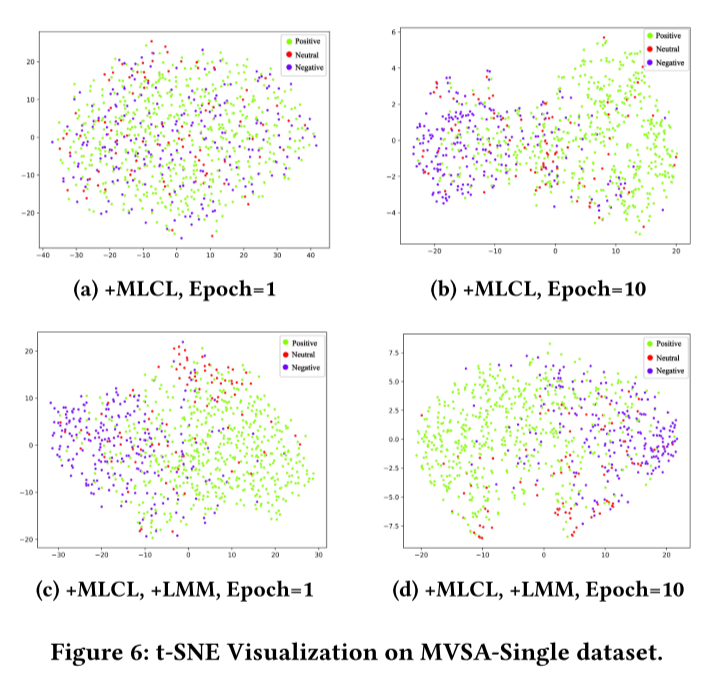 Positive
Neutral
Negative
20
10
0
−10
−20
−40 −30 −20 −10 0 10 20 30 40
(a) +MLCL, Epoch=1
Positive
Neutral
Negative
6
4
2
0
−2
−4
−20 −10 0 10 20
(b) +MLCL, Epoch=10
Positive
Neutral
Negative
20
10
0
−10
−20
−30 −20 −10 0 10 20 30
(c) +MLCL, +LMM, Epoch=1
Positive
Neutral
Negative
7.5
5.0
2.5
0.0
−2.5
−5.0
−7.5
−20 −10 0 10 20
(d) +MLCL, +LMM, Epoch=10
Figure 6: t-SNE Visualization on MVSA-Single dataset.